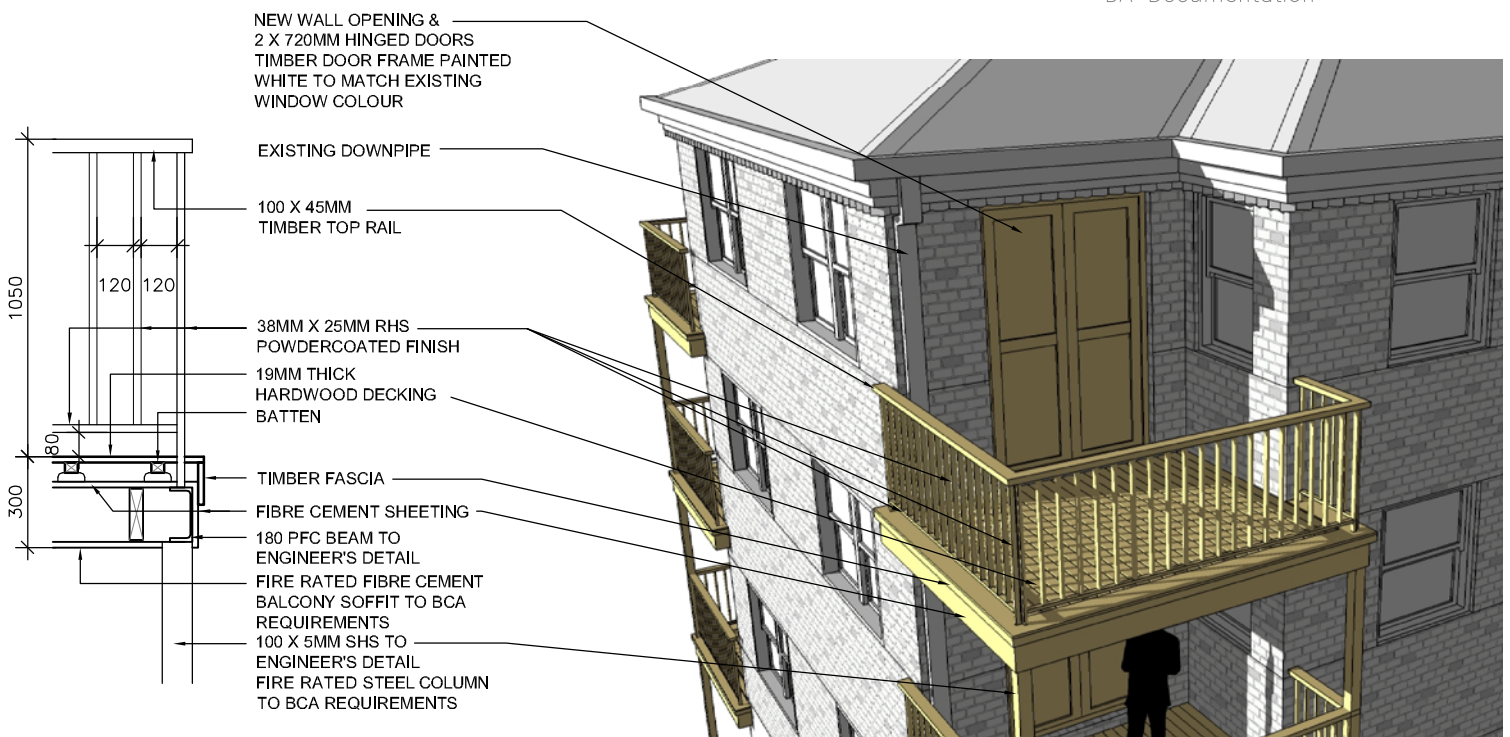 DA Documentation
NEW WALL OPENING &
2 X 720MM HINGED DOORS
TIMBER DOOR FRAME PAINTED
WHITE TO MATCH EXISTING
WINDOW COLOUR
EXISTING DOWNPIPE
100 X 45MM
TIMBER TOP RAIL
120 120
1050
38MM X 25MM RHS
POWDERCOATED FINISH
19MM THICK
HARDWOOD DECKING
BATTEN
80
300
TIMBER FASCIA
FIBRE CEMENT SHEETING
180 PFC BEAM TO
ENGINEER'S DETAIL
FIRE RATED FIBRE CEMENT
BALCONY SOFFIT TO BCA
REQUIREMENTS
100 X 5MM SHS TO
ENGINEER'S DETAIL
FIRE RATED STEEL COLUMN
TO BCA REQUIREMENTS